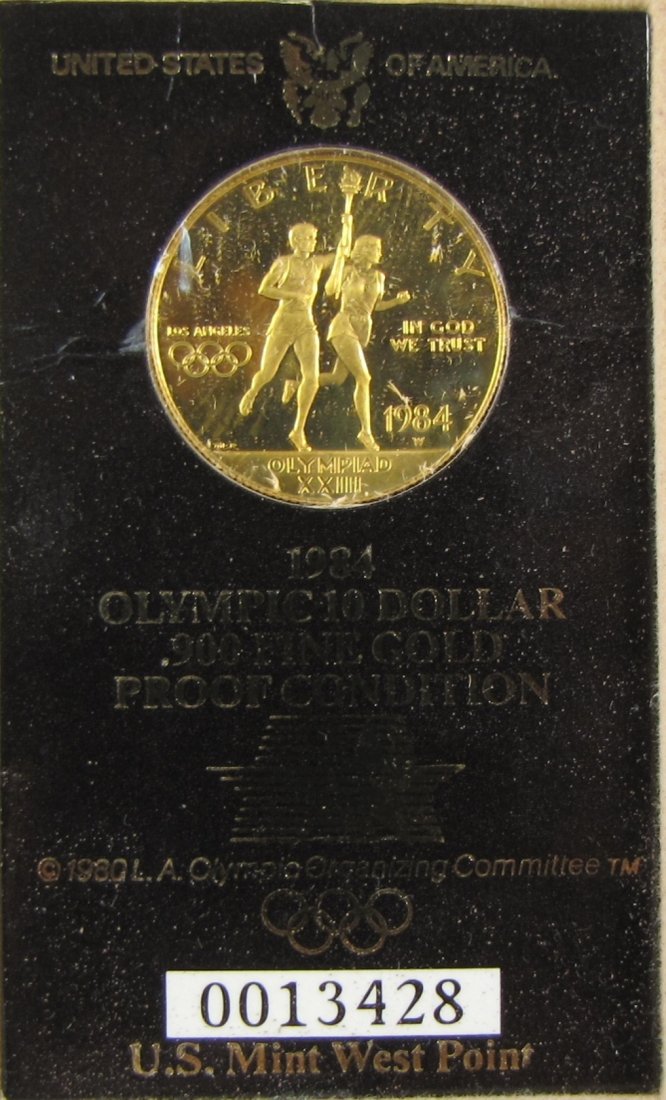 UNITED STATES OF AMERICA
LIBERTY
LOS ANGELES
IN GOD
WE TRUST
1984
W
OLYMPIAD
XXIII
1984
OLYMPIC 10 DOLLAR
.900 FINE GOLD
PROOF CONDITION
© 1980 L.A. Olympic Organizing Committee TM
0013428
U.S. Mint West Point